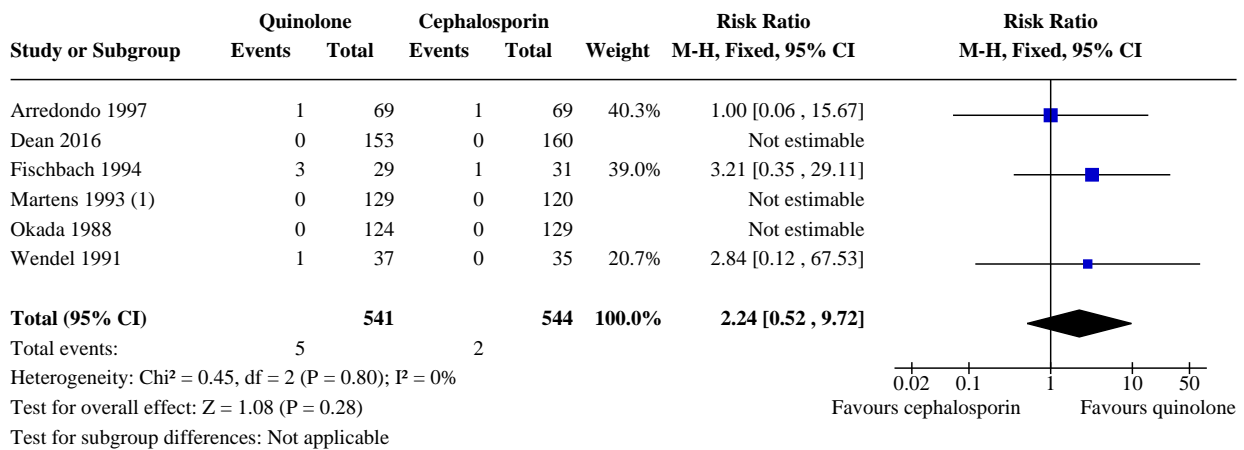 Quinolone Cephalosporin Risk Ratio Risk Ratio
Study or Subgroup Events Total Events Total Weight M-H, Fixed, 95% CI M-H, Fixed, 95% CI
Arredondo 1997 1 69 1 69 40.3% 1.00 [0.06 , 15.67]
Dean 2016 0 153 0 160 Not estimable
Fischbach 1994 3 29 1 31 39.0% 3.21 [0.35 , 29.11]
Martens 1993 (1) 0 129 0 120 Not estimable
Okada 1988 0 124 0 129 Not estimable
Wendel 1991 1 37 0 35 20.7% 2.84 [0.12 , 67.53]
Total (95% CI) 541 544 100.0% 2.24 [0.52 , 9.72]
Total events: 5 2
Heterogeneity: Chi² = 0.45, df = 2 (P = 0.80); I² = 0%
0.02 0.1 1 10 50
Test for overall effect: Z = 1.08 (P = 0.28)
Favours cephalosporin Favours quinolone
Test for subgroup differences: Not applicable